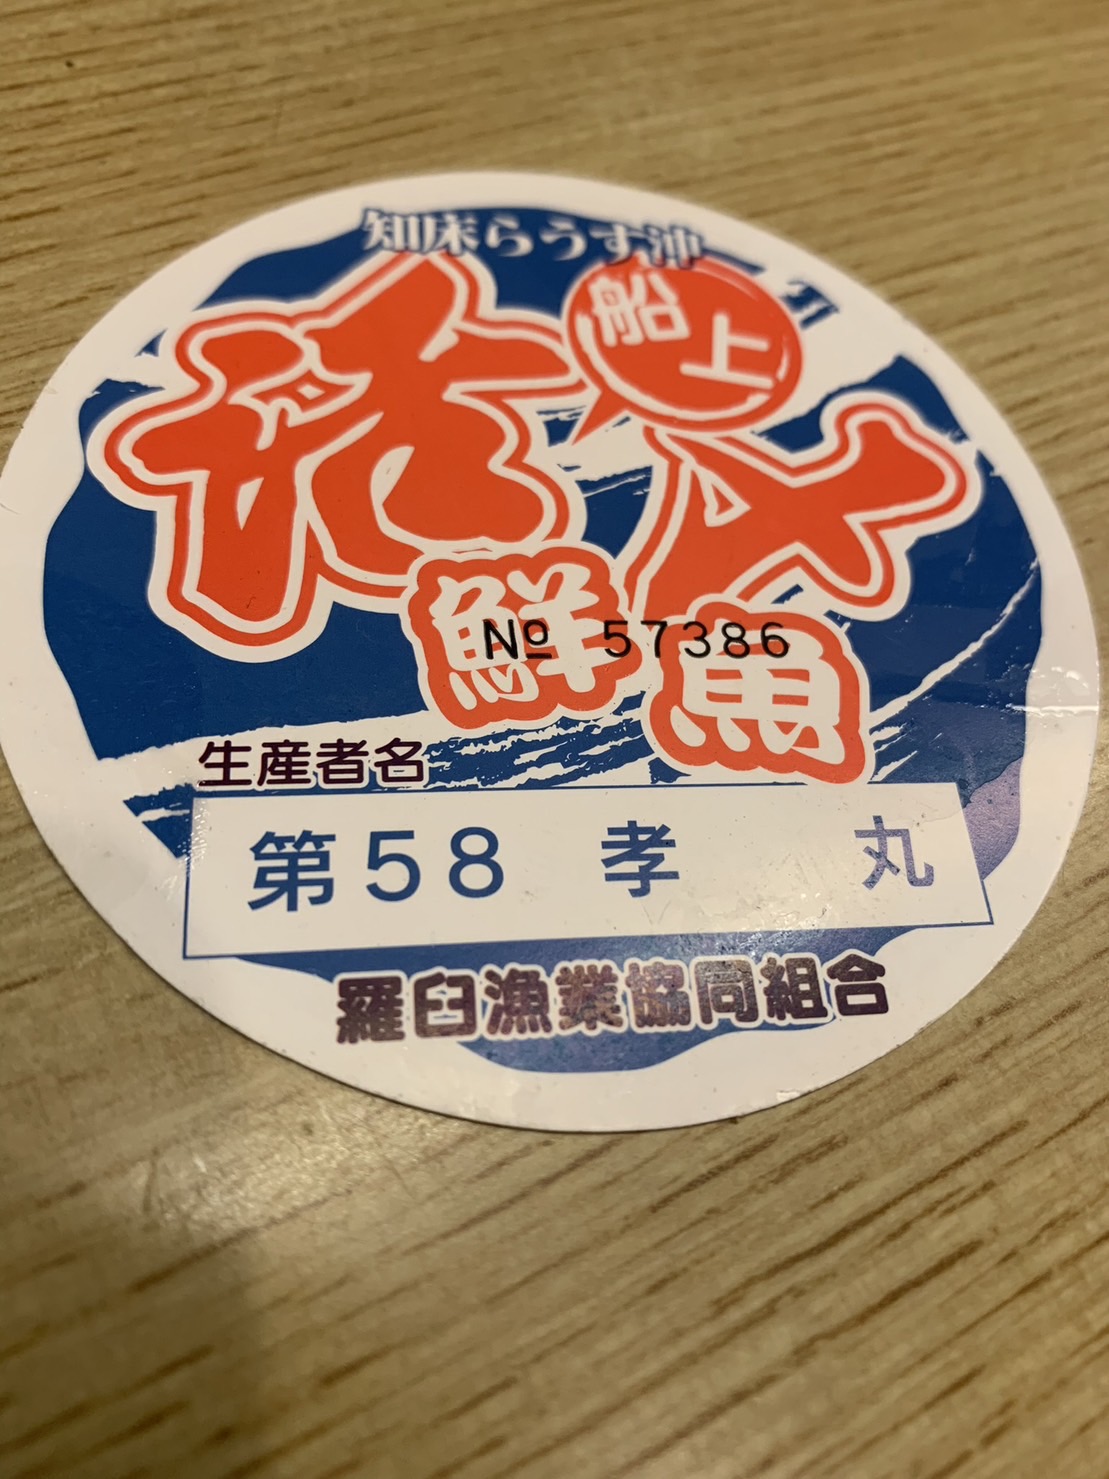 知床らうす沖
船上
活〆
鮮魚
№ 57386
生産者名
第58 孝 丸
羅臼漁業協同組合